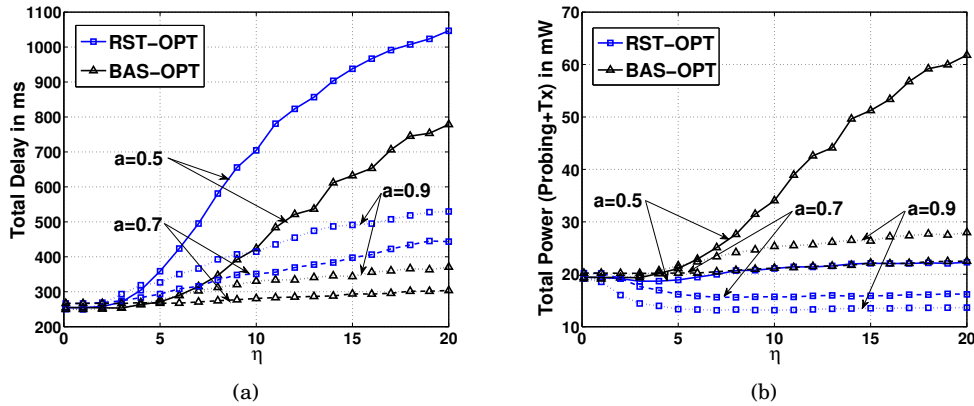 1100
1000
900
800
700
600
500
400
300
200
0
5
10
15
20
Total Delay in ms
η
RST−OPT
BAS−OPT
a=0.5
a=0.7
a=0.9
(a)
70
60
50
40
30
20
10
0
5
10
15
20
Total Power (Probing+Tx) in mW
η
RST−OPT
BAS−OPT
a=0.5
a=0.7
a=0.9
(b)